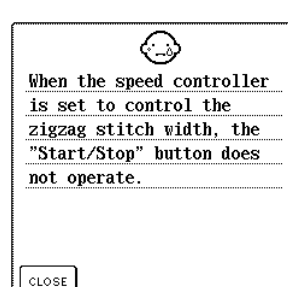 When the speed controller
is set to control the
zigzag stitch width, the
"Start/Stop" button does
not operate.
CLOSE